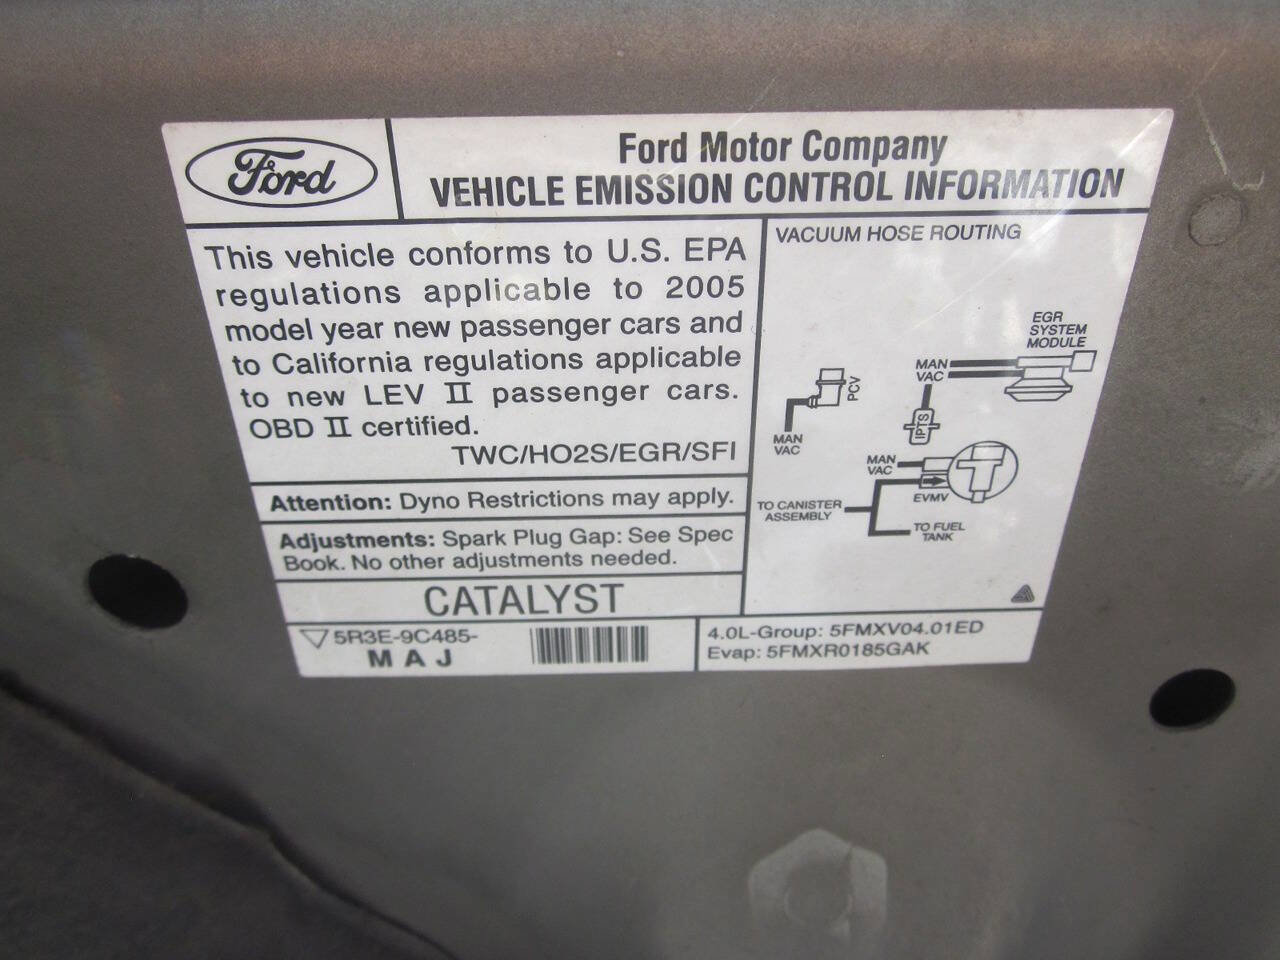 Ford
Ford Motor Company
VEHICLE EMISSION CONTROL INFORMATION
This vehicle conforms to U.S. EPA
regulations applicable to 2005
model year new passenger cars and
to California regulations applicable
to new LEV II passenger cars.
OBD II certified.
TWC/HO2S/EGR/SFI
Attention: Dyno Restrictions may apply.
Adjustments: Spark Plug Gap: See Spec
Book. No other adjustments needed.
CATALYST
5R3E-9C485-
MAJ
VACUUM HOSE ROUTING
EGR
SYSTEM
MODULE
MAN
VAC
PCV
IPTS
MAN
VAC
MAN
VAC
EVMV
TO CANISTER
ASSEMBLY
TO FUEL
TANK
4.0L-Group: 5FMXV04.01ED
Evap: 5FMXR0185GAK